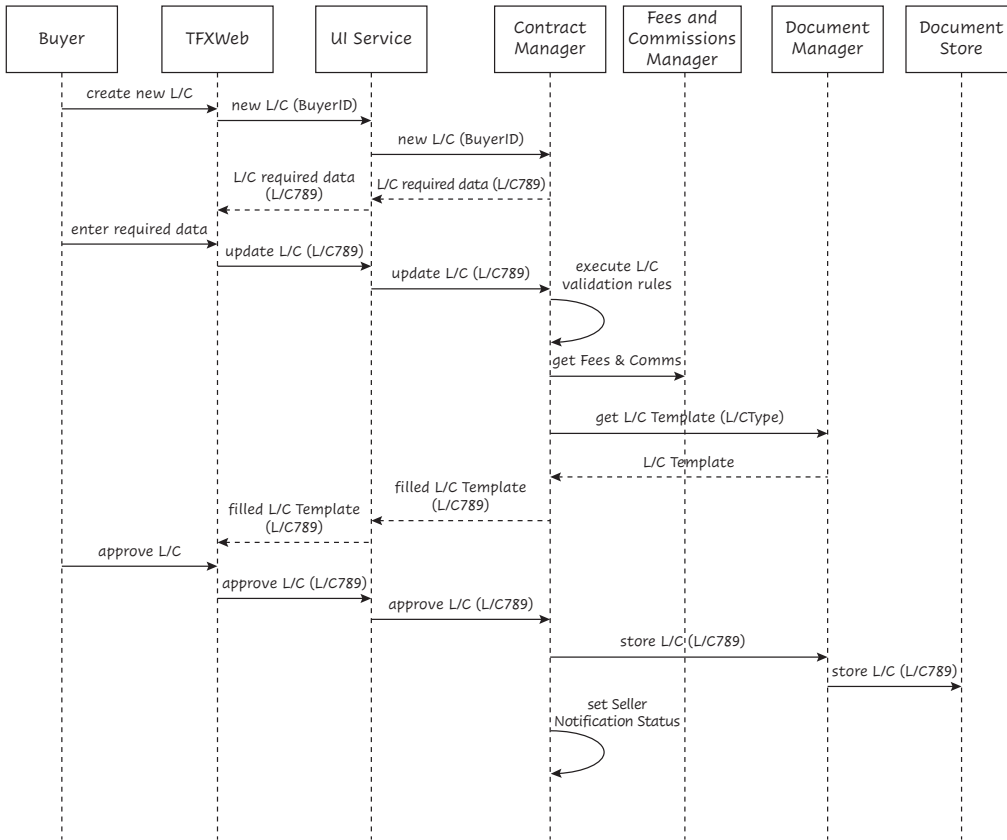 Buyer
TFXWeb
UI Service
Contract
Manager
Fees and
Commissions
Manager
Document
Manager
Document
Store
create new L/C
new L/C (BuyerID)
new L/C (BuyerID)
L/C required data
(L/C789)
L/C required data (L/C789)
enter required data
update L/C (L/C789)
update L/C (L/C789)
execute L/C
validation rules
get Fees & Comms
get L/C Template (L/CType)
L/C Template
filled L/C Template
(L/C789)
filled L/C Template
(L/C789)
approve L/C
approve L/C (L/C789)
approve L/C (L/C789)
store L/C (L/C789)
store L/C (L/C789)
set Seller
Notification Status